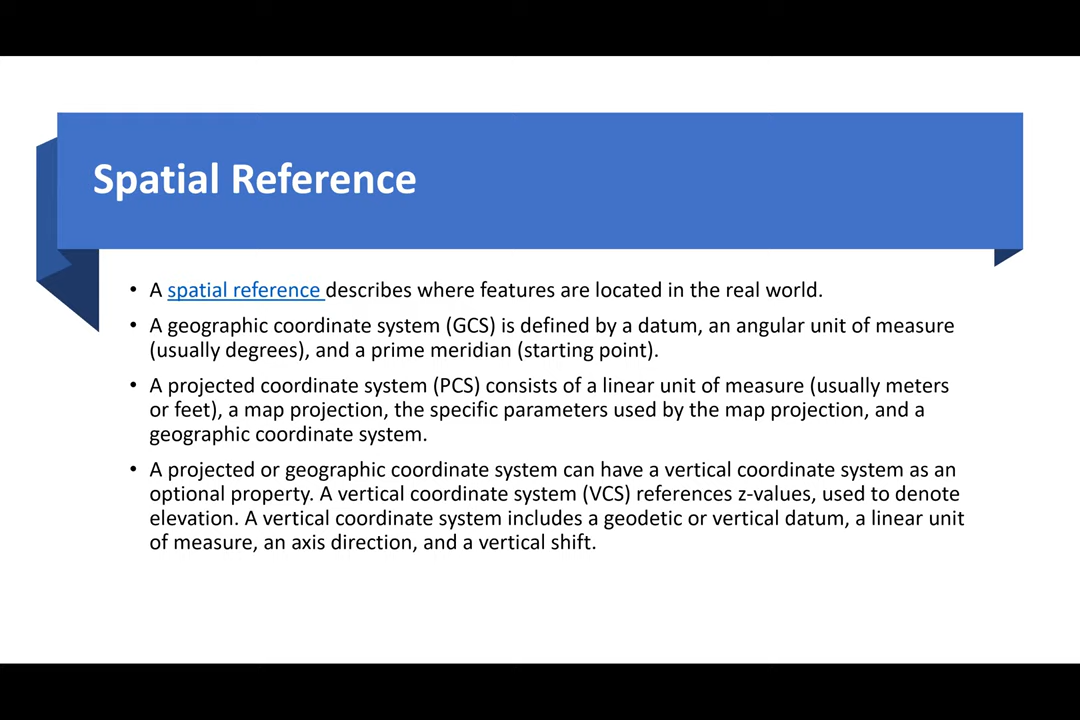 Spatial Reference
• A spatial reference describes where features are located in the real world.
• A geographic coordinate system (GCS) is defined by a datum, an angular unit of measure
(usually degrees), and a prime meridian (starting point).
• A projected coordinate system (PCS) consists of a linear unit of measure (usually meters
or feet), a map projection, the specific parameters used by the map projection, and a
geographic coordinate system.
• A projected or geographic coordinate system can have a vertical coordinate system as an
optional property. A vertical coordinate system (VCS) references z-values, used to denote
elevation. A vertical coordinate system includes a geodetic or vertical datum, a linear unit
of measure, an axis direction, and a vertical shift.